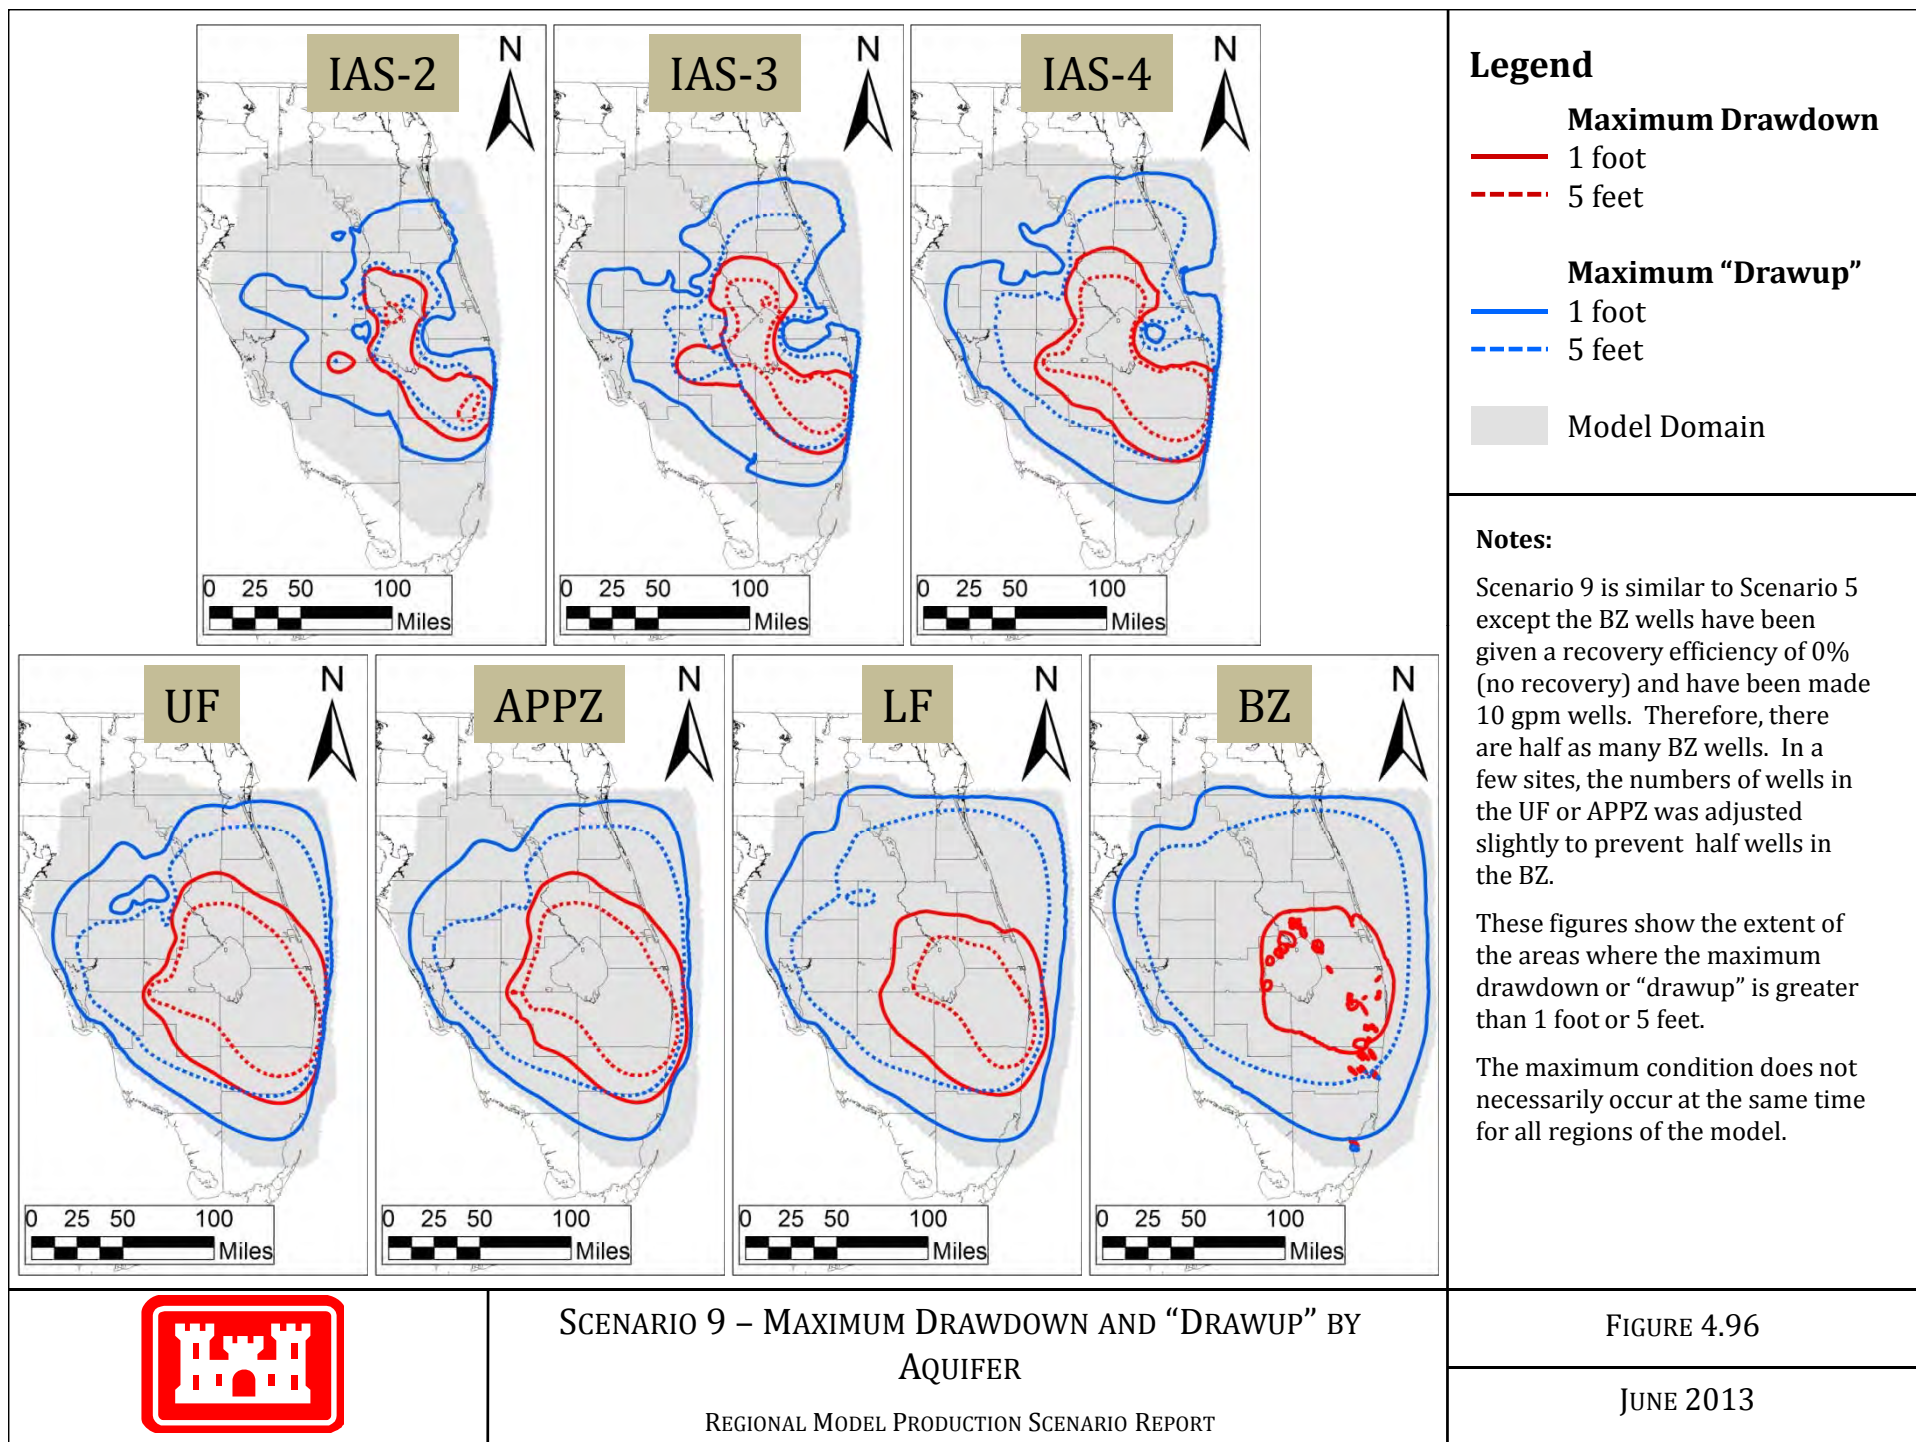 IAS-2
N
0 25 50 100
Miles
IAS-3
N
0 25 50 100
Miles
IAS-4
N
0 25 50 100
Miles
UF
N
0 25 50 100
Miles
APPZ
N
0 25 50 100
Miles
LF
N
0 25 50 100
Miles
BZ
N
0 25 50 100
Miles
Legend
Maximum Drawdown
1 foot
5 feet
Maximum “Drawup”
1 foot
5 feet
Model Domain
Notes:
Scenario 9 is similar to Scenario 5
except the BZ wells have been
given a recovery efficiency of 0%
(no recovery) and have been made
10 gpm wells. Therefore, there
are half as many BZ wells. In a
few sites, the numbers of wells in
the UF or APPZ was adjusted
slightly to prevent half wells in
the BZ.
These figures show the extent of
the areas where the maximum
drawdown or “drawup” is greater
than 1 foot or 5 feet.
The maximum condition does not
necessarily occur at the same time
for all regions of the model.
SCENARIO 9 – MAXIMUM DRAWDOWN AND “DRAWUP” BY
AQUIFER
REGIONAL MODEL PRODUCTION SCENARIO REPORT
FIGURE 4.96
JUNE 2013